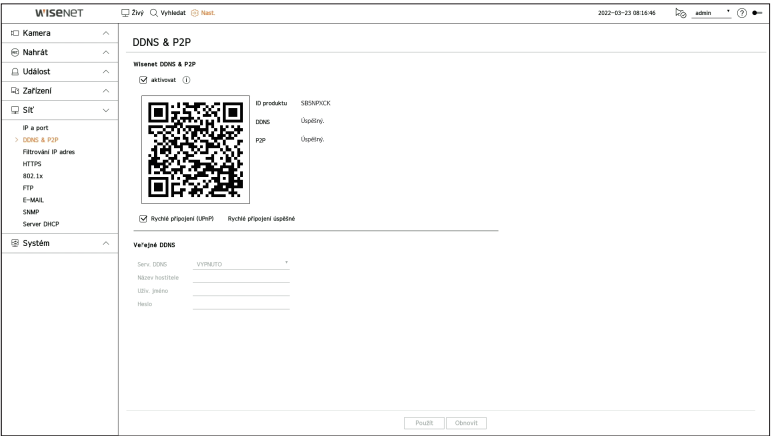 WISENET
Živý Vyhledat Nast. 2022-03-23 08:16:46 admin
Kamera
Nahrát
Událost
Zařízení
Síť
IP a port
DDNS & P2P
Filtrování IP adres
HTTPS
802.1x
FTP
E-MAIL
SNMP
Server DHCP
Systém
DDNS & P2P
Wisenet DDNS & P2P
aktivovat
ID produktu SB5NPXCK
DDNS Úspěšný.
P2P Úspěšný.
Rychlé připojení (UPnP) Rychlé připojení úspěšné
Veřejné DDNS
Serv. DDNS VYPNUTO
Název hostitele
Uživ. jméno
Heslo
Použít Obnovit